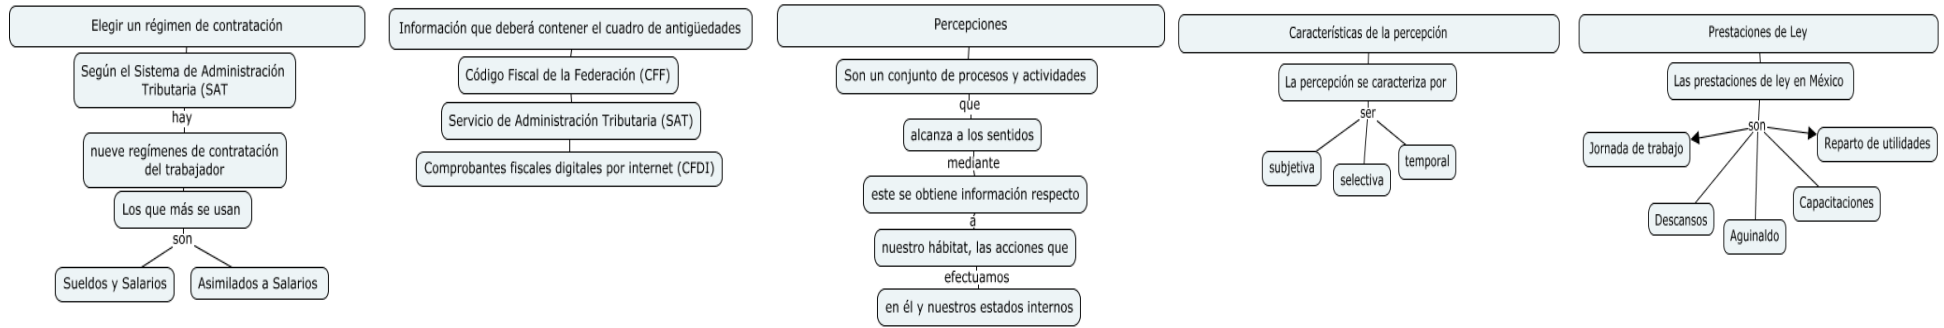 Elegir un régimen de contratación
Según el Sistema de Administración
Tributaria (SAT
hay
nueve regímenes de contratación
del trabajador
Los que más se usan
son
Sueldos y Salarios
Asimilados a Salarios
Información que deberá contener el cuadro de antigüedades
Código Fiscal de la Federación (CFF)
Servicio de Administración Tributaria (SAT)
Comprobantes fiscales digitales por internet (CFDI)
Percepciones
Son un conjunto de procesos y actividades
que
alcanza a los sentidos
mediante
este se obtiene información respecto
á
nuestro hábitat, las acciones que
efectuamos
en él y nuestros estados internos
Características de la percepción
La percepción se caracteriza por
ser
subjetiva
selectiva
temporal
Prestaciones de Ley
Las prestaciones de ley en México
son
Jornada de trabajo
Descansos
Aguinaldo
Capacitaciones
Reparto de utilidades